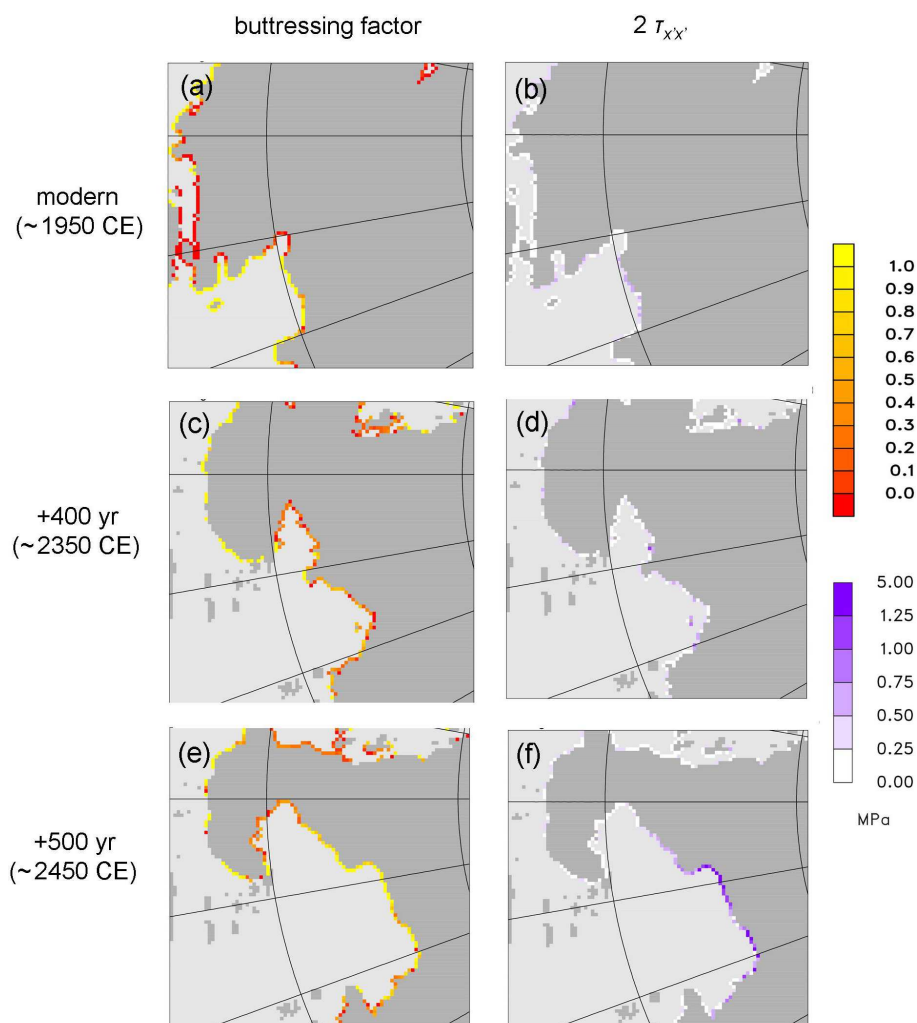 buttressing factor
2 τx'x'
(a)
(b)
modern
(~1950 CE)
1.0
0.9
0.8
0.7
0.6
0.5
0.4
0.3
0.2
0.1
0.0
(c)
(d)
+400 yr
(~2350 CE)
5.00
1.25
1.00
0.75
0.50
0.25
0.00
MPa
(e)
(f)
+500 yr
(~2450 CE)